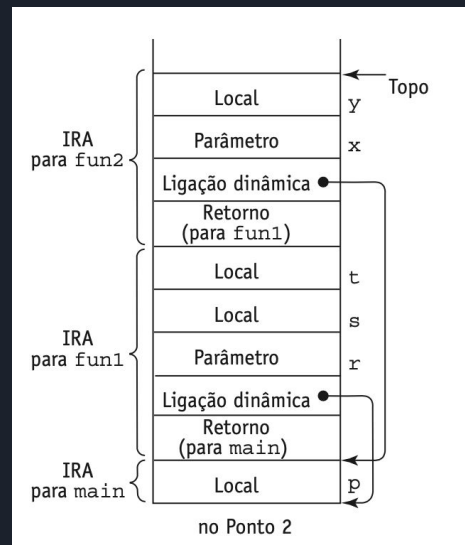 Topo
Local
y
IRA
para fun2
Parâmetro
x
Ligação dinâmica
Retorno
(para fun1)
Local
t
Local
s
IRA
para fun1
Parâmetro
r
Ligação dinâmica
Retorno
(para main)
IRA
para main
Local
p
no Ponto 2